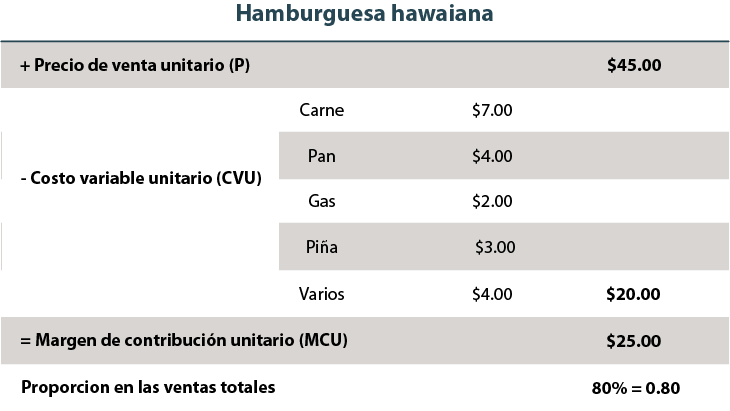 Hamburguesa hawaiana
+ Precio de venta unitario (P) $45.00
Carne $7.00
Pan $4.00
- Costo variable unitario (CVU)
Gas $2.00
Piña $3.00
Varios $4.00 $20.00
= Margen de contribución unitario (MCU) $25.00
Proporcion en las ventas totales 80% = 0.80